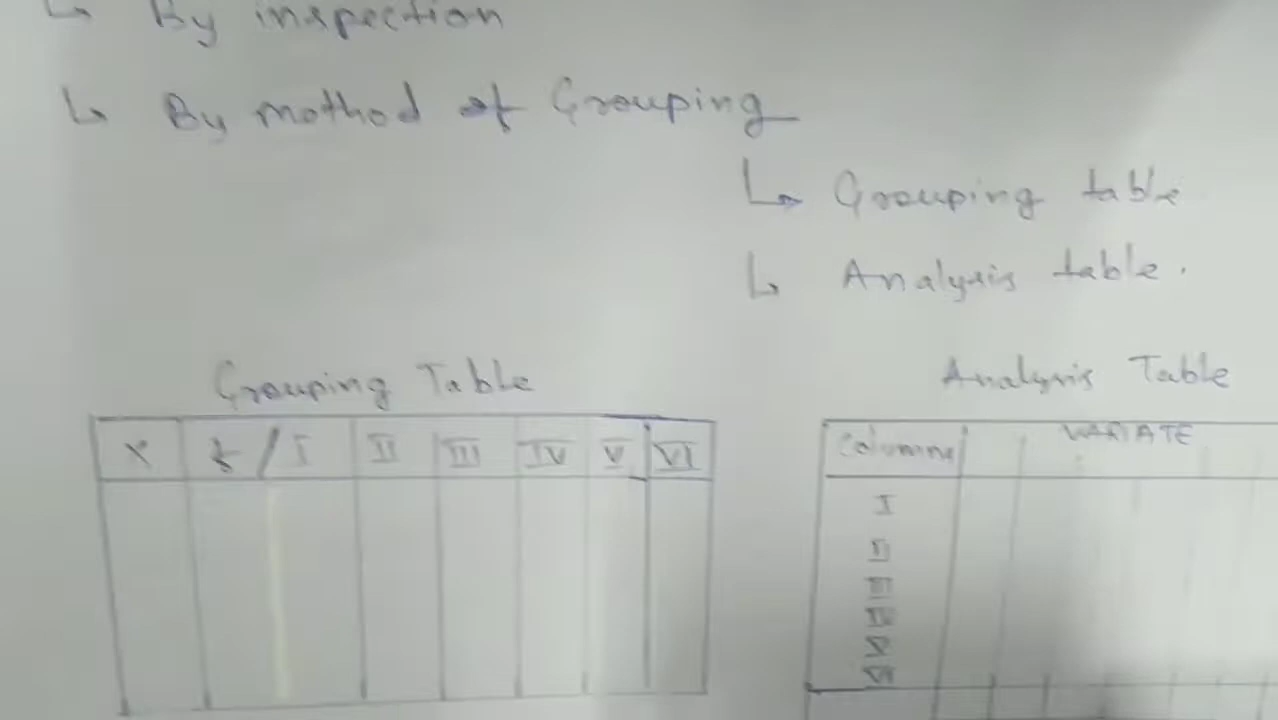 ↳ By inspection
↳ By method of Grouping
↳ Grouping table
↳ Analysis table.
Grouping Table
X f / I II III IV V VI
Analysis Table
Columns VARIATE
I
II
III
IV
V
VI